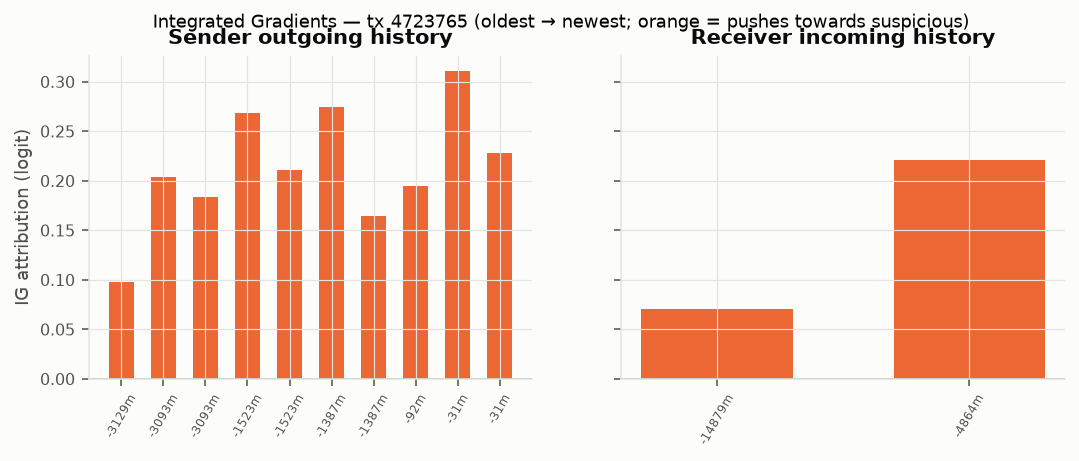 Integrated Gradients — tx_4723765 (oldest → newest; orange = pushes towards suspicious)
Sender outgoing history
Receiver incoming history
IG attribution (logit)
0.30
0.25
0.20
0.15
0.10
0.05
0.00
-3129m
-3093m
-3093m
-1523m
-1523m
-1387m
-1387m
-92m
-31m
-31m
-14879m
-4864m